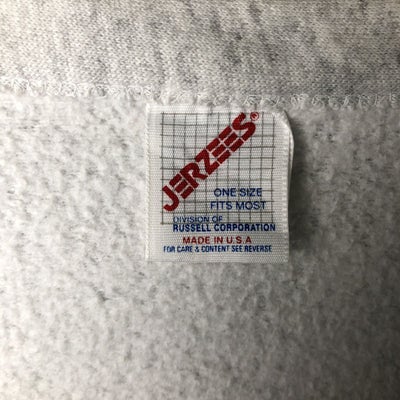 JERZEES®
ONE SIZE
FITS MOST
DIVISION OF
RUSSELL CORPORATION
MADE IN U.S.A
FOR CARE & CONTENT SEE REVERSE